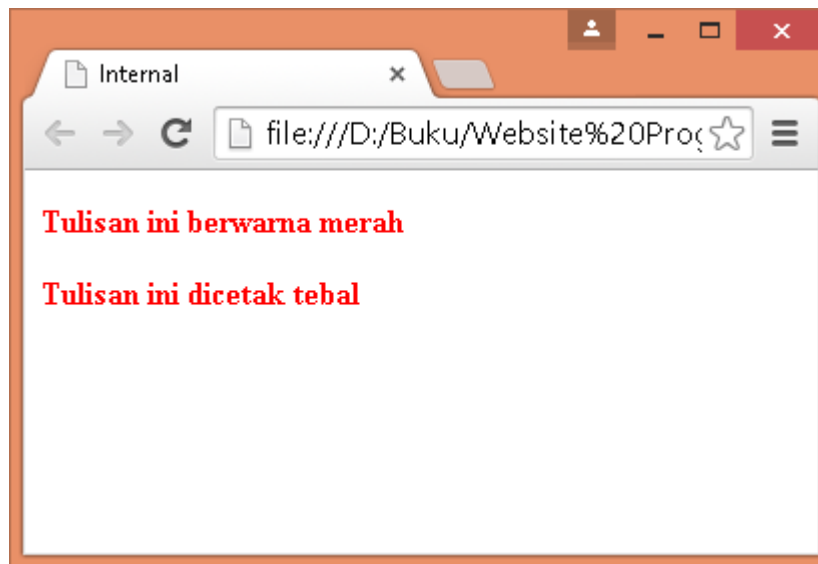 Internal
file:///D:/Buku/Website%20Prog
Tulisan ini berwarna merah
Tulisan ini dicetak tebal